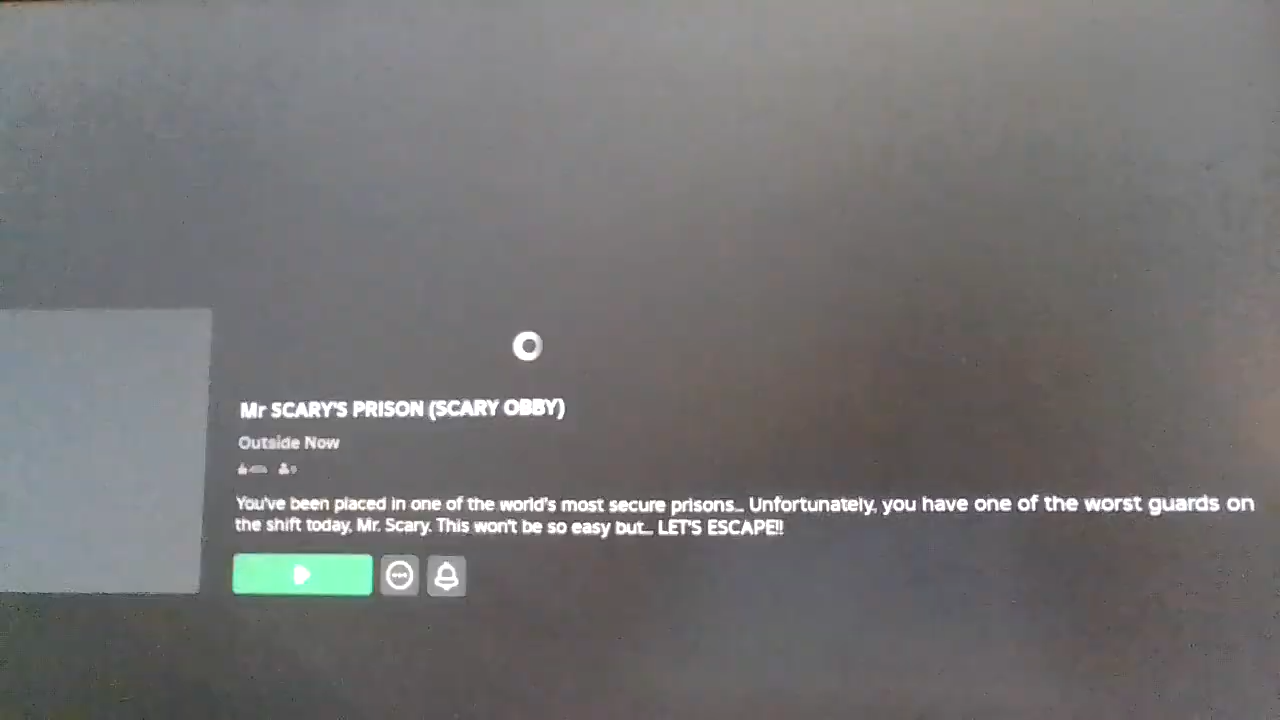 Mr SCARY'S PRISON (SCARY OBBY)
Outside Now
You've been placed in one of the world's most secure prisons... Unfortunately, you have one of the worst guards on
the shift today, Mr. Scary. This won't be so easy but... LET'S ESCAPE!!